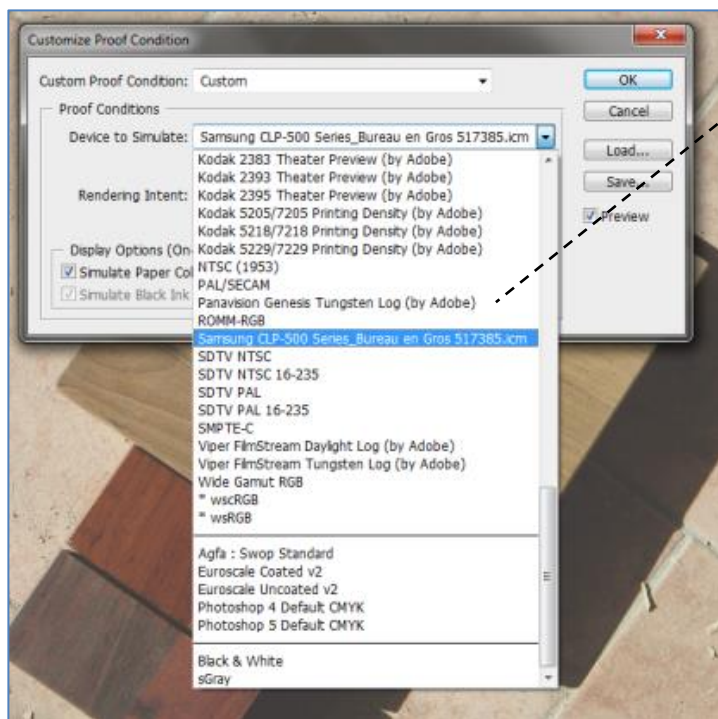 Customize Proof Condition
Custom Proof Condition: Custom
OK
Proof Conditions
Cancel
Device to Simulate: Samsung CLP-500 Series_Bureau en Gros 517385.icm
Load...
Kodak 2383 Theater Preview (by Adobe)
Kodak 2393 Theater Preview (by Adobe)
Save...
Rendering Intent: Kodak 2395 Theater Preview (by Adobe)
Kodak 5205/7205 Printing Density (by Adobe)
Preview
Kodak 5218/7218 Printing Density (by Adobe)
Display Options (On- Kodak 5229/7229 Printing Density (by Adobe)
Simulate Paper Col NTSC (1953)
PAL/SECAM
Simulate Black Ink Panavision Genesis Tungsten Log (by Adobe)
ROMM-RGB
Samsung CLP-500 Series_Bureau en Gros 517385.icm
SDTV NTSC
SDTV NTSC 16-235
SDTV PAL
SDTV PAL 16-235
SMPTE-C
Viper FilmStream Daylight Log (by Adobe)
Viper FilmStream Tungsten Log (by Adobe)
Wide Gamut RGB
* wscRGB
* wsRGB
Agfa : Swop Standard
Euroscale Coated v2
Euroscale Uncoated v2
Photoshop 4 Default CMYK
Photoshop 5 Default CMYK
Black & White
sGray